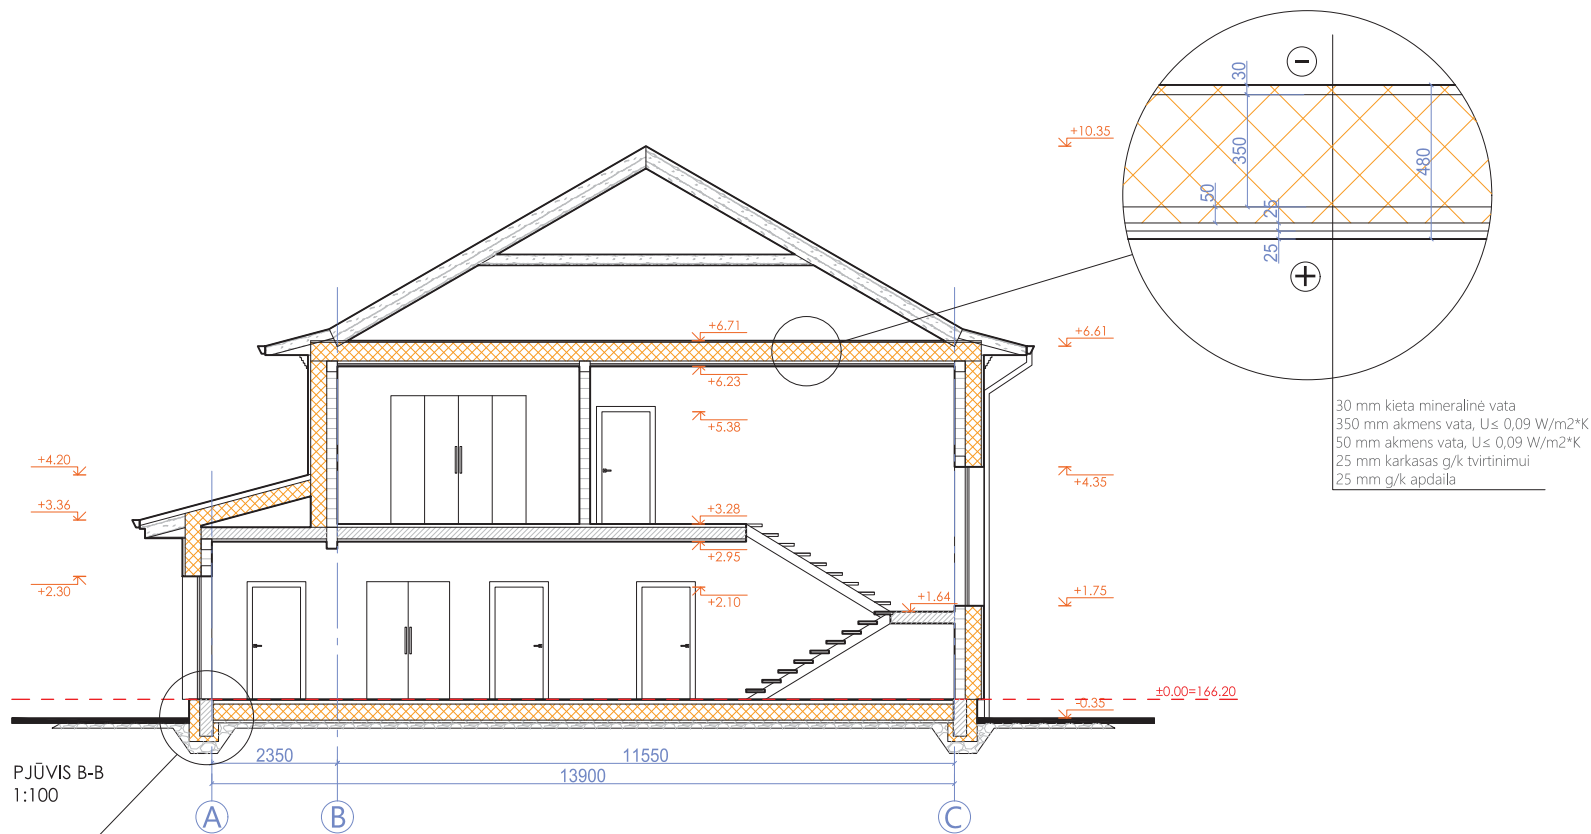 30
350
480
50
25
25
30 mm kieta mineralinė vata
350 mm akmens vata, U≤ 0,09 W/m2*K
50 mm akmens vata, U≤ 0,09 W/m2*K
25 mm karkasas g/k tvirtinimui
25 mm g/k apdaila
+10.35
+6.71
+6.61
+6.23
+5.38
+4.20
+4.35
+3.36
+3.28
+2.95
+2.30
+2.10
+1.64
+1.75
±0.00=166.20
-0.35
2350
11550
13900
PJŪVIS B-B
1:100
A
B
C